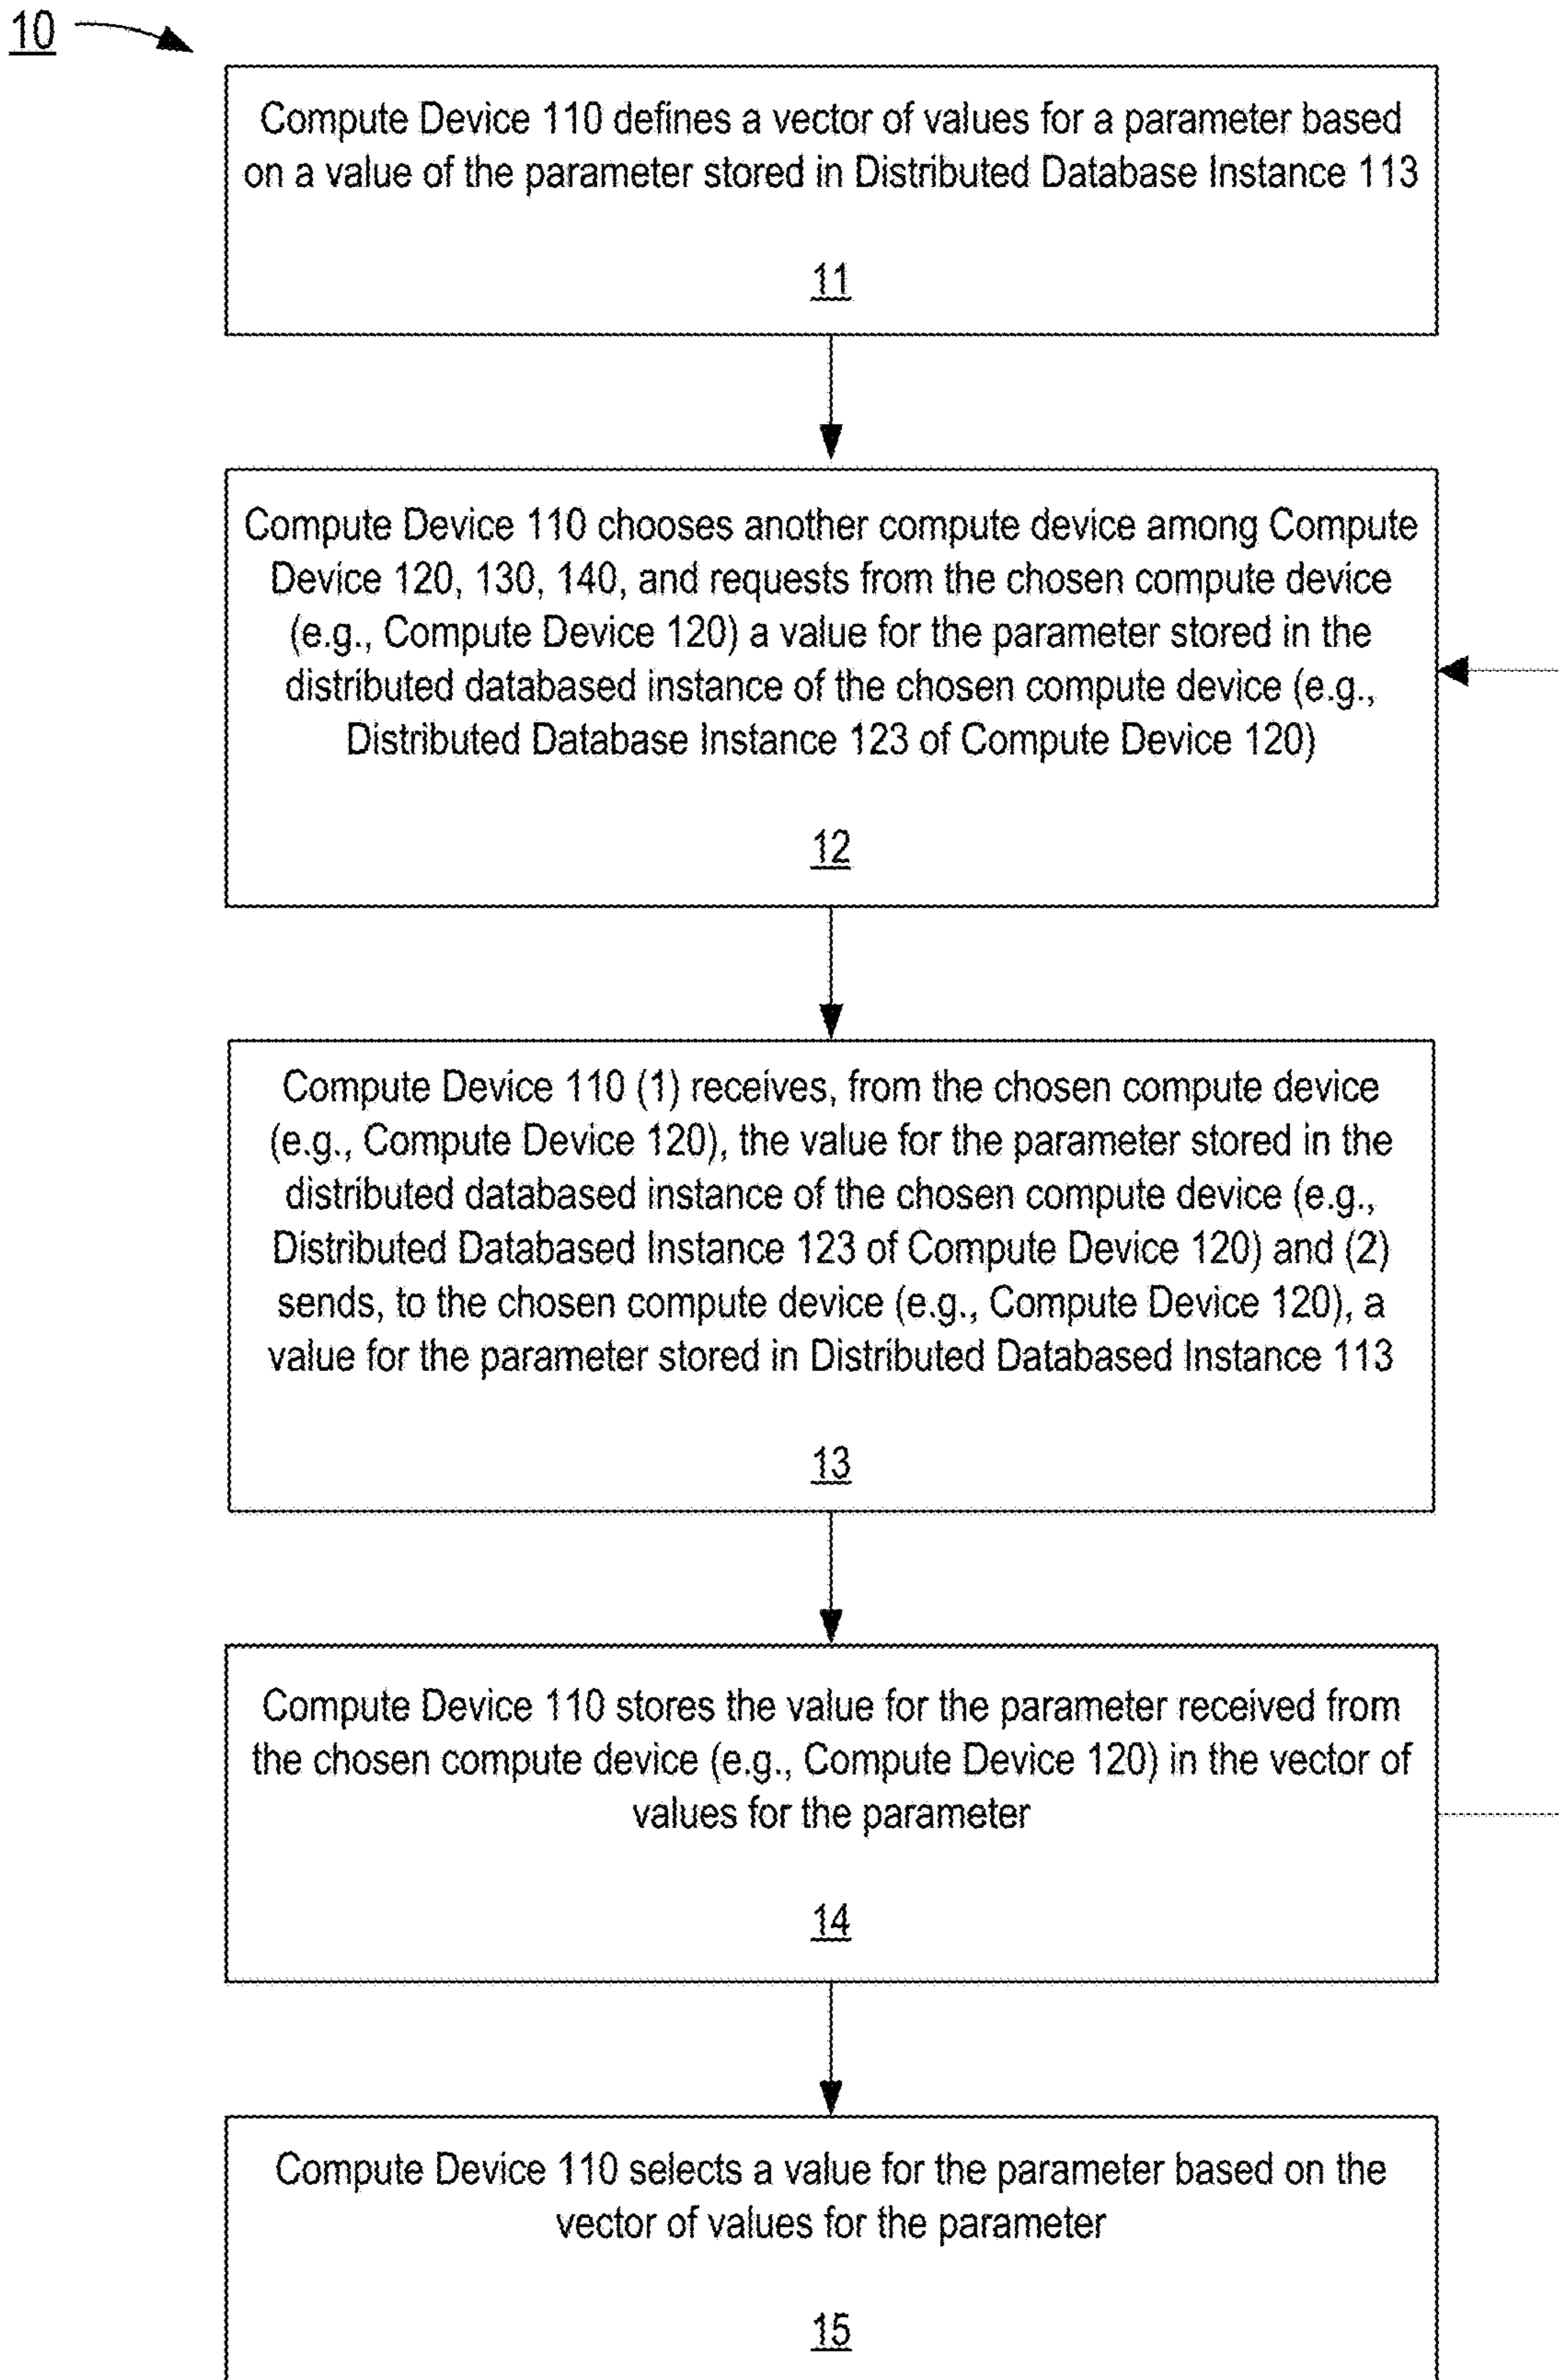 10
Compute Device 110 defines a vector of values for a parameter based
on a value of the parameter stored in Distributed Database Instance 113
11
Compute Device 110 chooses another compute device among Compute
Device 120, 130, 140, and requests from the chosen compute device
(e.g., Compute Device 120) a value for the parameter stored in the
distributed databased instance of the chosen compute device (e.g.,
Distributed Database Instance 123 of Compute Device 120)
12
Compute Device 110 (1) receives, from the chosen compute device
(e.g., Compute Device 120), the value for the parameter stored in the
distributed databased instance of the chosen compute device (e.g.,
Distributed Databased Instance 123 of Compute Device 120) and (2)
sends, to the chosen compute device (e.g., Compute Device 120), a
value for the parameter stored in Distributed Databased Instance 113
13
Compute Device 110 stores the value for the parameter received from
the chosen compute device (e.g., Compute Device 120) in the vector of
values for the parameter
14
Compute Device 110 selects a value for the parameter based on the
vector of values for the parameter
15